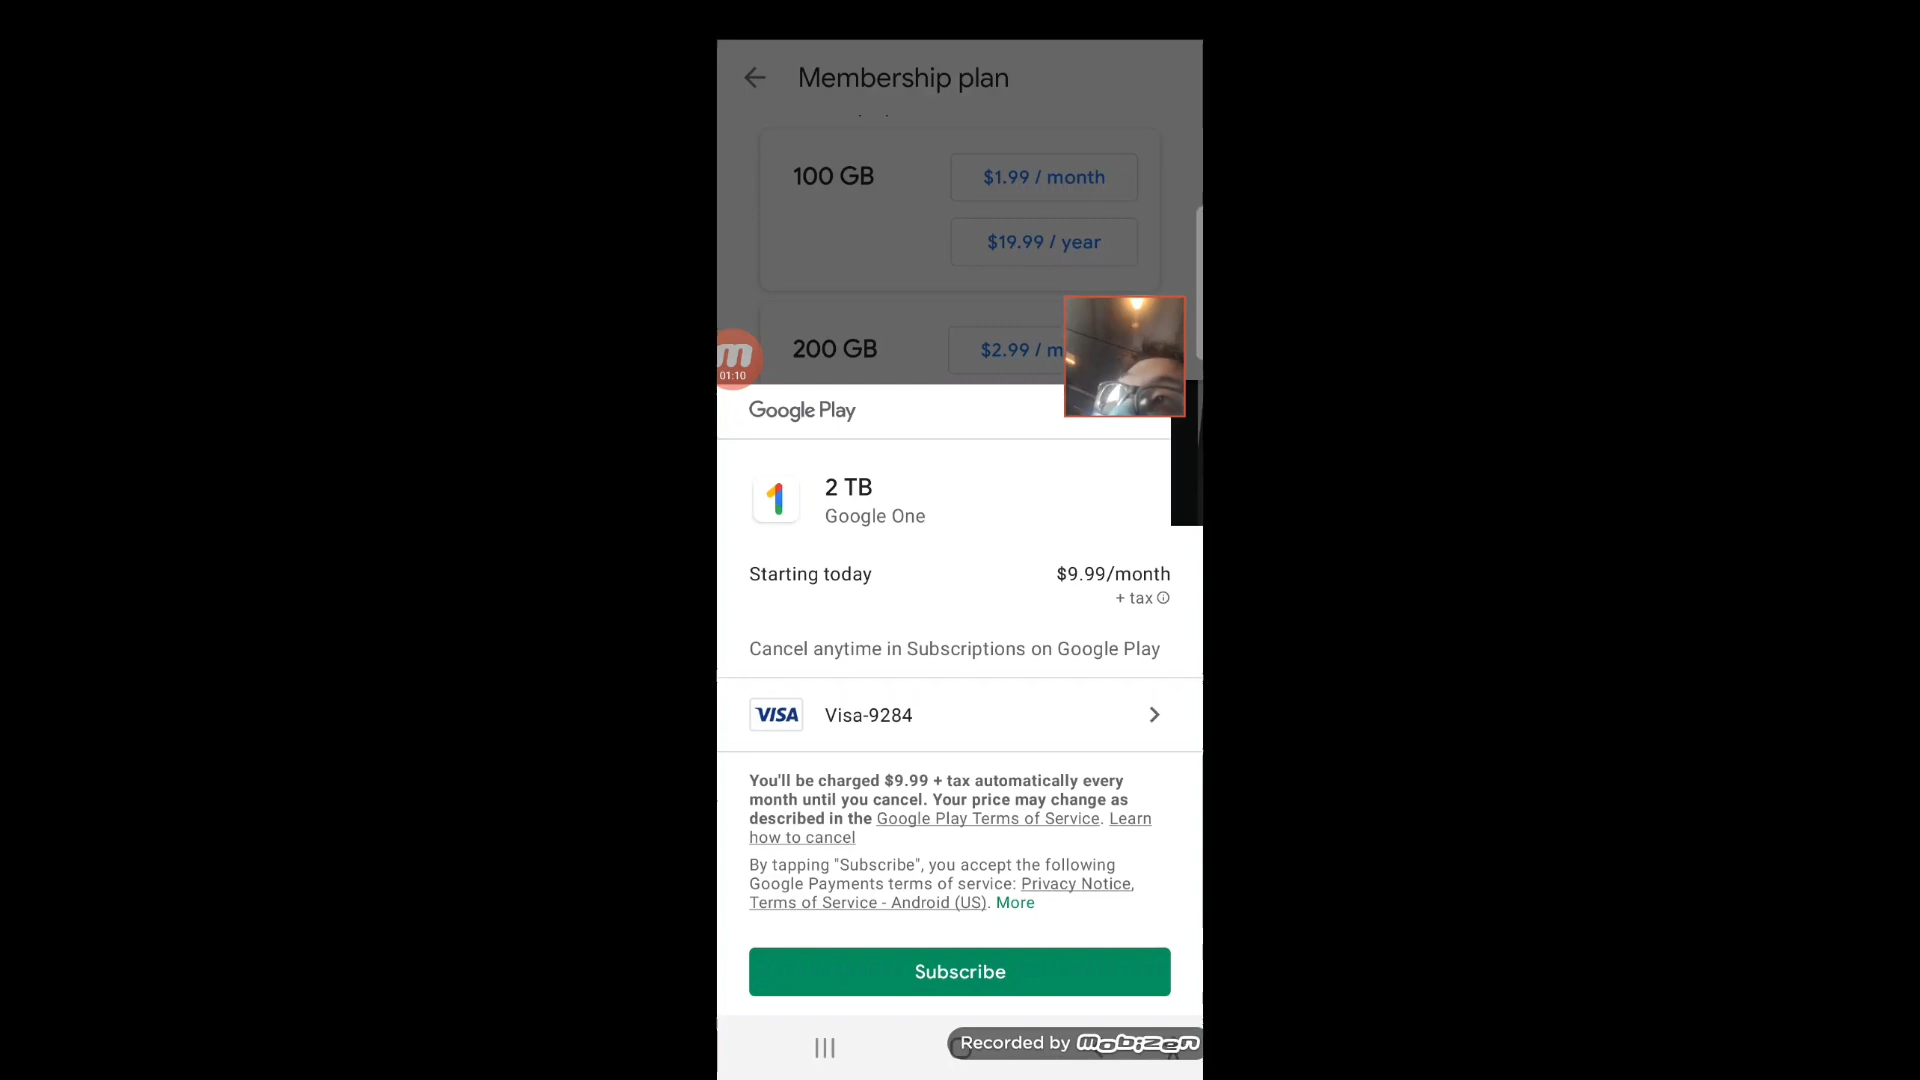 Membership plan
100 GB
$1.99 / month
$19.99 / year
200 GB
$2.99 / m
01:10
Google Play
2 TB
Google One
Starting today
$9.99/month
+ tax
Cancel anytime in Subscriptions on Google Play
VISA
Visa-9284
You'll be charged $9.99 + tax automatically every
month until you cancel. Your price may change as
described in the Google Play Terms of Service. Learn
how to cancel
By tapping "Subscribe", you accept the following
Google Payments terms of service: Privacy Notice,
Terms of Service - Android (US). More
Subscribe
Recorded by mobizen